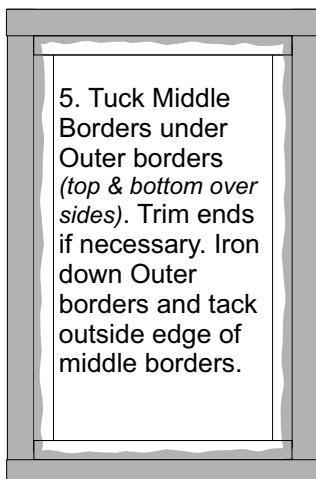 5. Tuck Middle
Borders under
Outer borders
(top & bottom over
sides). Trim ends
if necessary. Iron
down Outer
borders and tack
outside edge of
middle borders.